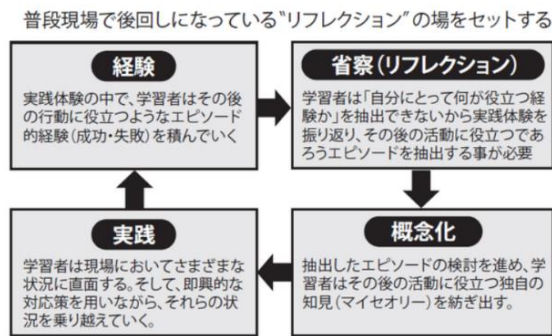 普段現場で後回しになっている“リフレクション”の場をセットする
経験
実践体験の中で、学習者はその後
の行動に役立つようなエピソード
的経験(成功・失敗)を積んでいく
省察(リフレクション)
学習者は「自分にとって何が役立つ経
験か」を抽出できないから実践体験を
振り返り、その後の活動に役立つであ
ろうエピソードを抽出する事が必要
概念化
抽出したエピソードの検討を進め、学
習者はその後の活動に役立つ独自の
知見(マイセオリー)を紡ぎ出す。
実践
学習者は現場においてさまざまな
状況に直面する。そして、即興的な
対応策を用いながら、それらの状
況を乗り越えていく。